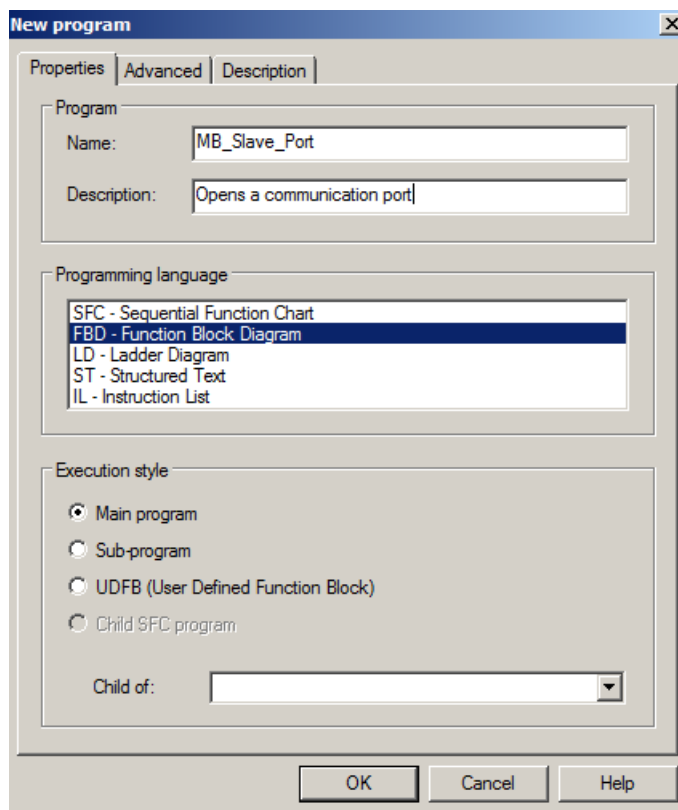 New program
Properties Advanced Description
Program
Name: MB_Slave_Port
Description: Opens a communication port
Programming language
SFC - Sequential Function Chart
FBD - Function Block Diagram
LD - Ladder Diagram
ST - Structured Text
IL - Instruction List
Execution style
Main program
Sub-program
UDFB (User Defined Function Block)
Child SFC program
Child of:
OK Cancel Help